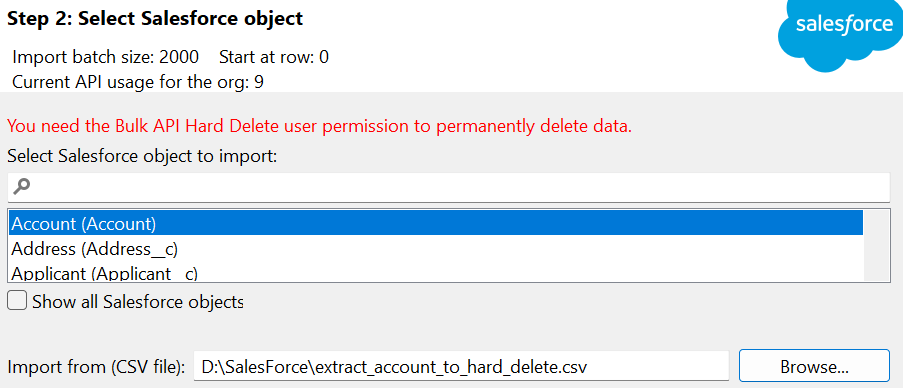 Step 2: Select Salesforce object
salesforce
Import batch size: 2000 Start at row: 0
Current API usage for the org: 9
You need the Bulk API Hard Delete user permission to permanently delete data.
Select Salesforce object to import:
Account (Account)
Address (Address__c)
Applicant (Applicant__c)
Show all Salesforce objects
Import from (CSV file): D:\SalesForce\extract_account_to_hard_delete.csv Browse...